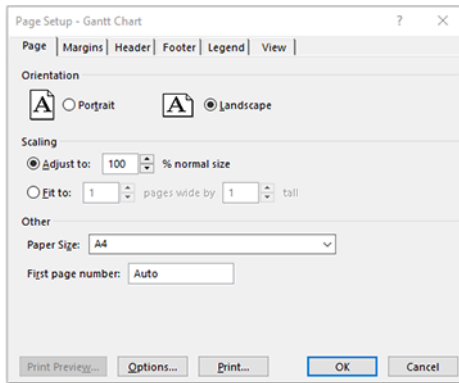 Page Setup - Gantt Chart ? ×
Page Margins Header Footer Legend View
Orientation
A Portrait A Landscape
Scaling
Adjust to: 100 % normal size
Fit to: 1 pages wide by 1 tall
Other
Paper Size: A4
First page number: Auto
Print Preview... Options... Print... OK Cancel